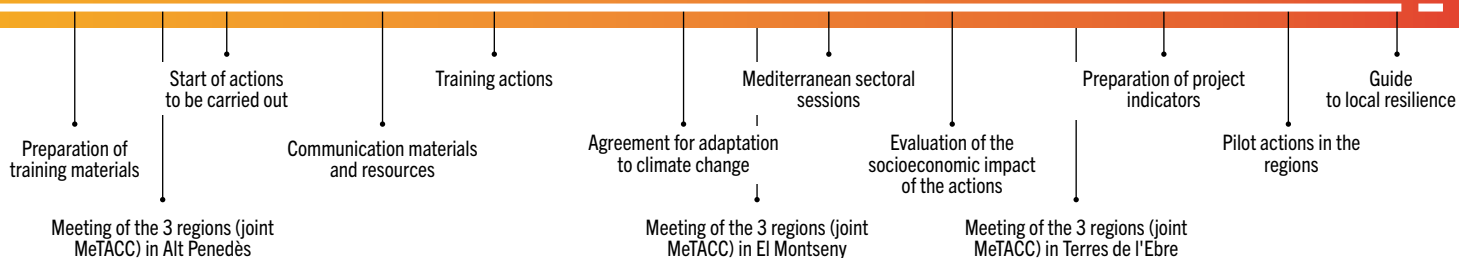 Start of actions
to be carried out
Training actions
Mediterranean sectoral
sessions
Preparation of project
indicators
Guide
to local resilience
Preparation of
training materials
Communication materials
and resources
Agreement for adaptation
to climate change
Evaluation of the
socioeconomic impact
of the actions
Pilot actions in the
regions
Meeting of the 3 regions (joint
MeTACC) in Alt Penedès
Meeting of the 3 regions (joint
MeTACC) in El Montseny
Meeting of the 3 regions (joint
MeTACC) in Terres de l'Ebre